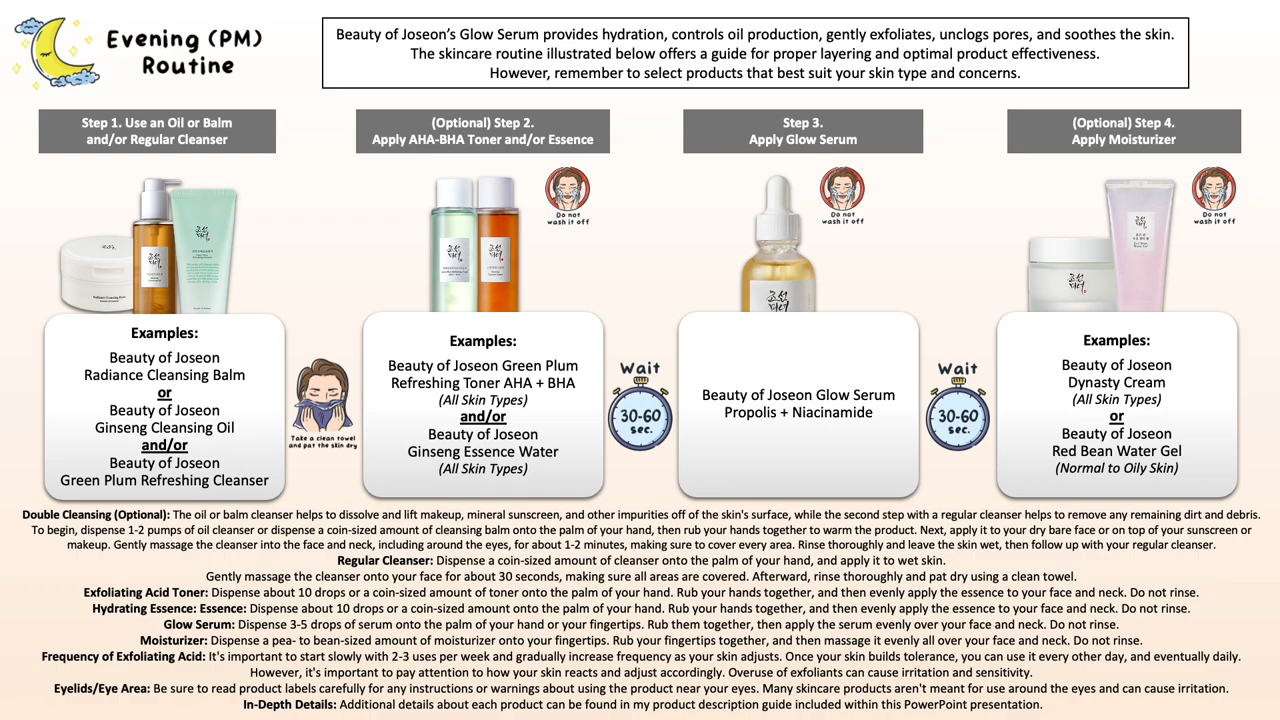 Evening (PM)
Routine
Beauty of Joseon's Glow Serum provides hydration, controls oil production, gently exfoliates, unclogs pores, and soothes the skin.
The skincare routine illustrated below offers a guide for proper layering and optimal product effectiveness.
However, remember to select products that best suit your skin type and concerns.
Step 1. Use an Oil or Balm
and/or Regular Cleanser
(Optional) Step 2.
Apply AHA-BHA Toner and/or Essence
Step 3.
Apply Glow Serum
(Optional) Step 4.
Apply Moisturizer
Do not
wash it off
Do not
wash it off
Do not
wash it off
조선
미녀
조선
미녀
조선
미녀
조선
미녀
조선
미녀
조선
미녀
조선
미녀
Examples:
Beauty of Joseon
Radiance Cleansing Balm
or
Beauty of Joseon
Ginseng Cleansing Oil
and/or
Beauty of Joseon
Green Plum Refreshing Cleanser
Take a clean towel
and pat the skin dry
Examples:
Beauty of Joseon Green Plum
Refreshing Toner AHA + BHA
(All Skin Types)
and/or
Beauty of Joseon
Ginseng Essence Water
(All Skin Types)
Wait
30-60
sec.
Beauty of Joseon Glow Serum
Propolis + Niacinamide
Wait
30-60
sec.
Examples:
Beauty of Joseon
Dynasty Cream
(All Skin Types)
or
Beauty of Joseon
Red Bean Water Gel
(Normal to Oily Skin)
Double Cleansing (Optional): The oil or balm cleanser helps to dissolve and lift makeup, mineral sunscreen, and other impurities off of the skin's surface, while the second step with a regular cleanser helps to remove any remaining dirt and debris.
To begin, dispense 1-2 pumps of oil cleanser or dispense a coin-sized amount of cleansing balm onto the palm of your hand, then rub your hands together to warm the product. Next, apply it to your dry bare face or on top of your sunscreen or
makeup. Gently massage the cleanser into the face and neck, including around the eyes, for about 1-2 minutes, making sure to cover every area. Rinse thoroughly and leave the skin wet, then follow up with your regular cleanser.
Regular Cleanser: Dispense a coin-sized amount of cleanser onto the palm of your hand, and apply it to wet skin.
Gently massage the cleanser onto your face for about 30 seconds, making sure all areas are covered. Afterward, rinse thoroughly and pat dry using a clean towel.
Exfoliating Acid Toner: Dispense about 10 drops or a coin-sized amount of toner onto the palm of your hand. Rub your hands together, and then evenly apply the essence to your face and neck. Do not rinse.
Hydrating Essence: Essence: Dispense about 10 drops or a coin-sized amount onto the palm of your hand. Rub your hands together, and then evenly apply the essence to your face and neck. Do not rinse.
Glow Serum: Dispense 3-5 drops of serum onto the palm of your hand or your fingertips. Rub them together, then apply the serum evenly over your face and neck. Do not rinse.
Moisturizer: Dispense a pea- to bean-sized amount of moisturizer onto your fingertips. Rub your fingertips together, and then massage it evenly all over your face and neck. Do not rinse.
Frequency of Exfoliating Acid: It's important to start slowly with 2-3 uses per week and gradually increase frequency as your skin adjusts. Once your skin builds tolerance, you can use it every other day, and eventually daily.
However, it's important to pay attention to how your skin reacts and adjust accordingly. Overuse of exfoliants can cause irritation and sensitivity.
Eyelids/Eye Area: Be sure to read product labels carefully for any instructions or warnings about using the product near your eyes. Many skincare products aren't meant for use around the eyes and can cause irritation.
In-Depth Details: Additional details about each product can be found in my product description guide included within this PowerPoint presentation.